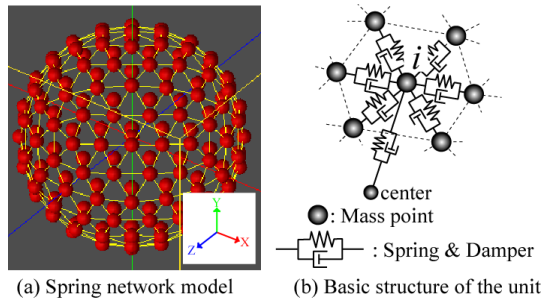 Y
X
Z
(a) Spring network model
i
center
: Mass point
: Spring & Damper
(b) Basic structure of the unit